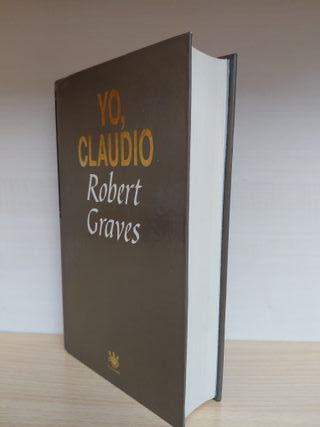 YO,
CLAUDIO
Robert
Graves